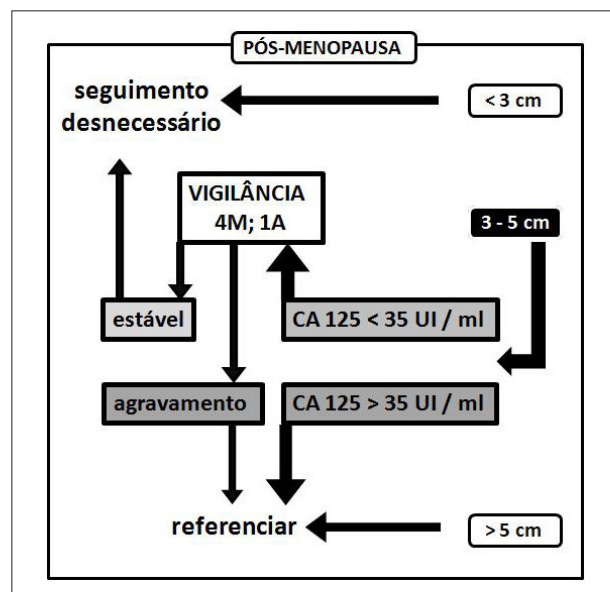 PÓS-MENOPAUSA
seguimento
desnecessário
< 3 cm
VIGILÂNCIA
4M; 1A
3 - 5 cm
estável
CA 125 < 35 UI / ml
agravamento
CA 125 > 35 UI / ml
referenciar
> 5 cm